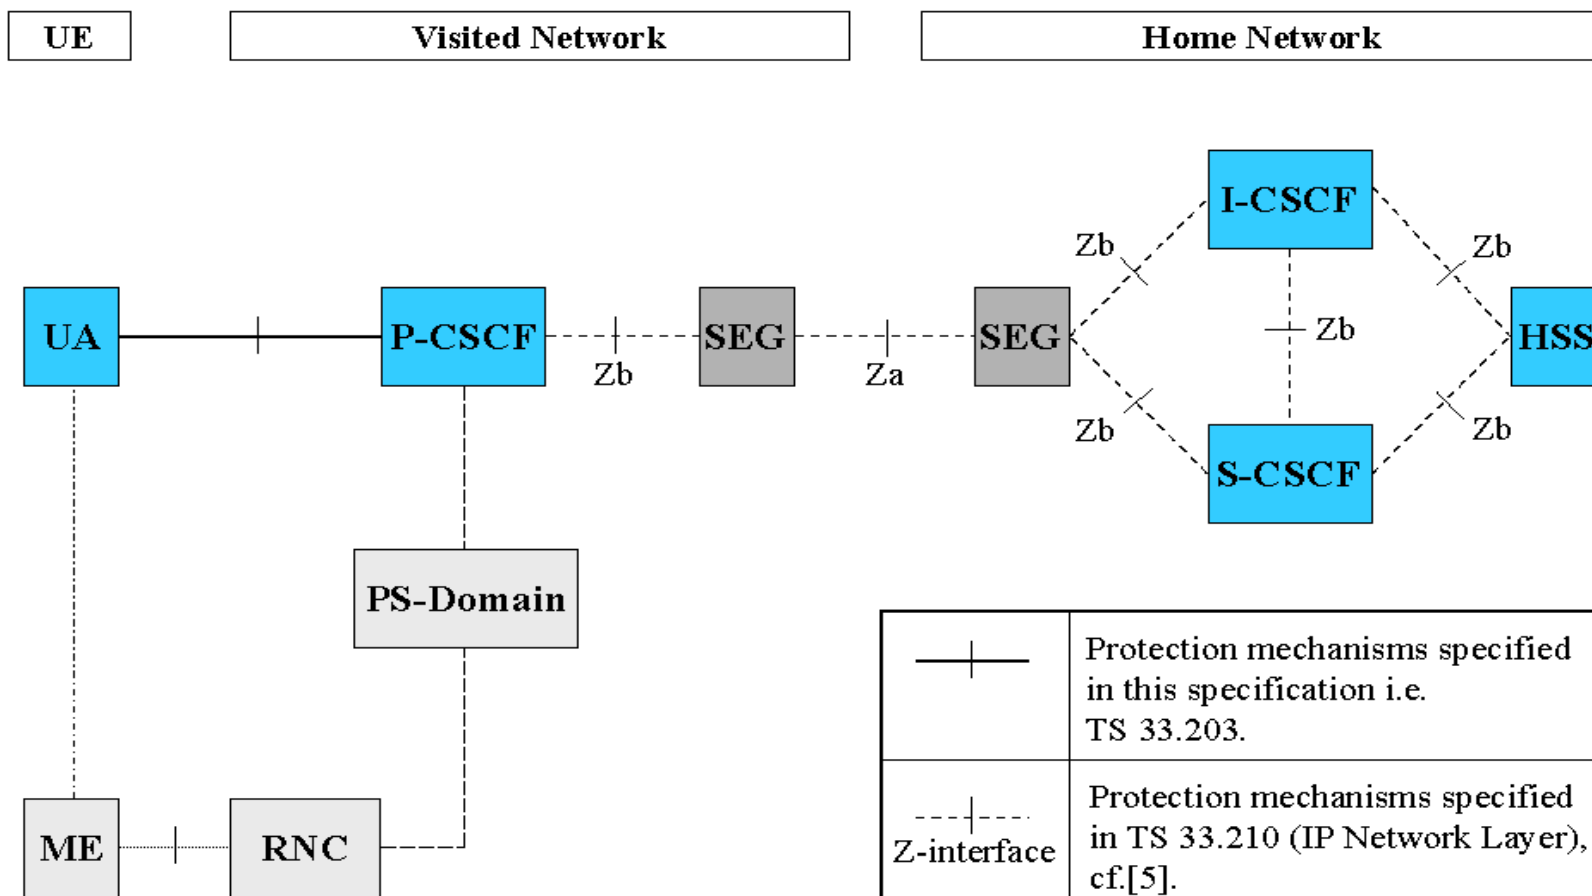 UE
Visited Network
Home Network
I-CSCF
Zb
Zb
UA
P-CSCF
SEG
SEG
Zb
HSS
Zb
Za
Zb
Zb
S-CSCF
PS-Domain
Protection mechanisms specified
in this specification i.e.
TS 33.203.
ME
RNC
Z-interface
Protection mechanisms specified
in TS 33.210 (IP Network Layer),
cf.[5].